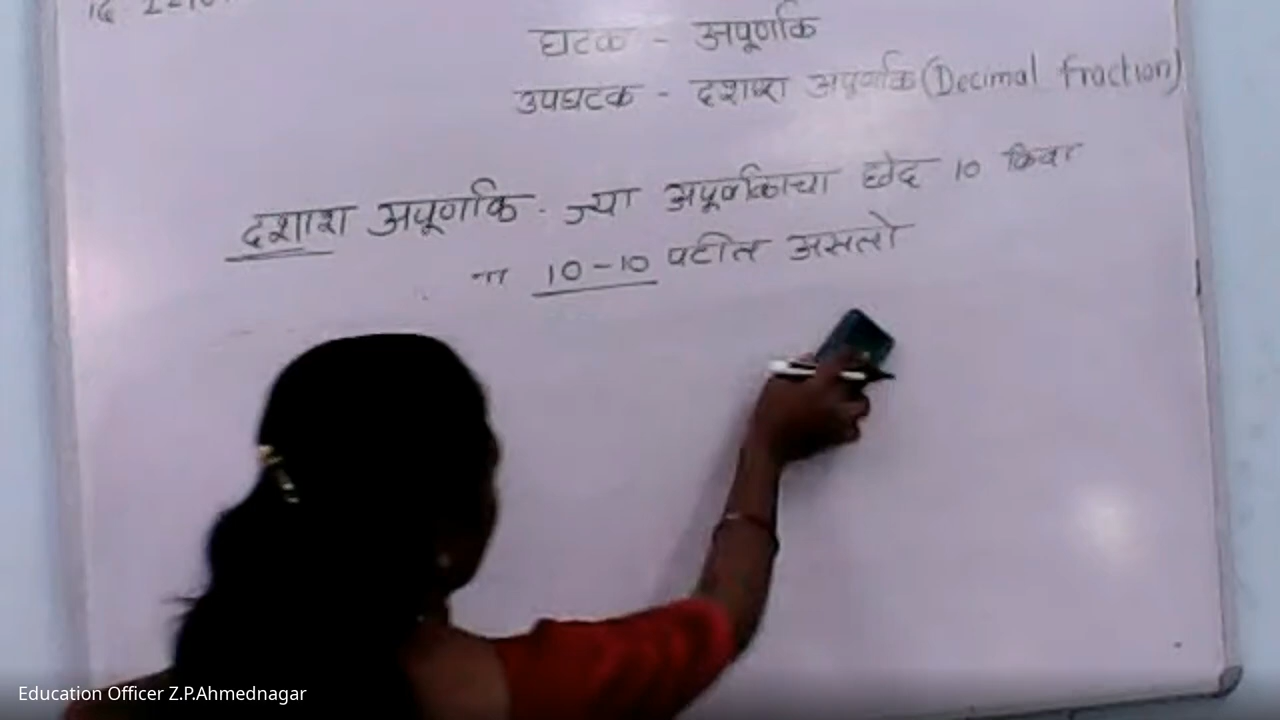 घटक - अपूर्णांक
उपघटक - दशांश अपूर्णांक (Decimal fraction)
दशांश अपूर्णांक - ज्या अपूर्णांकाचा छेद 10 किंवा
10-10 पटीत असतो
Education Officer Z.P.Ahmednagar